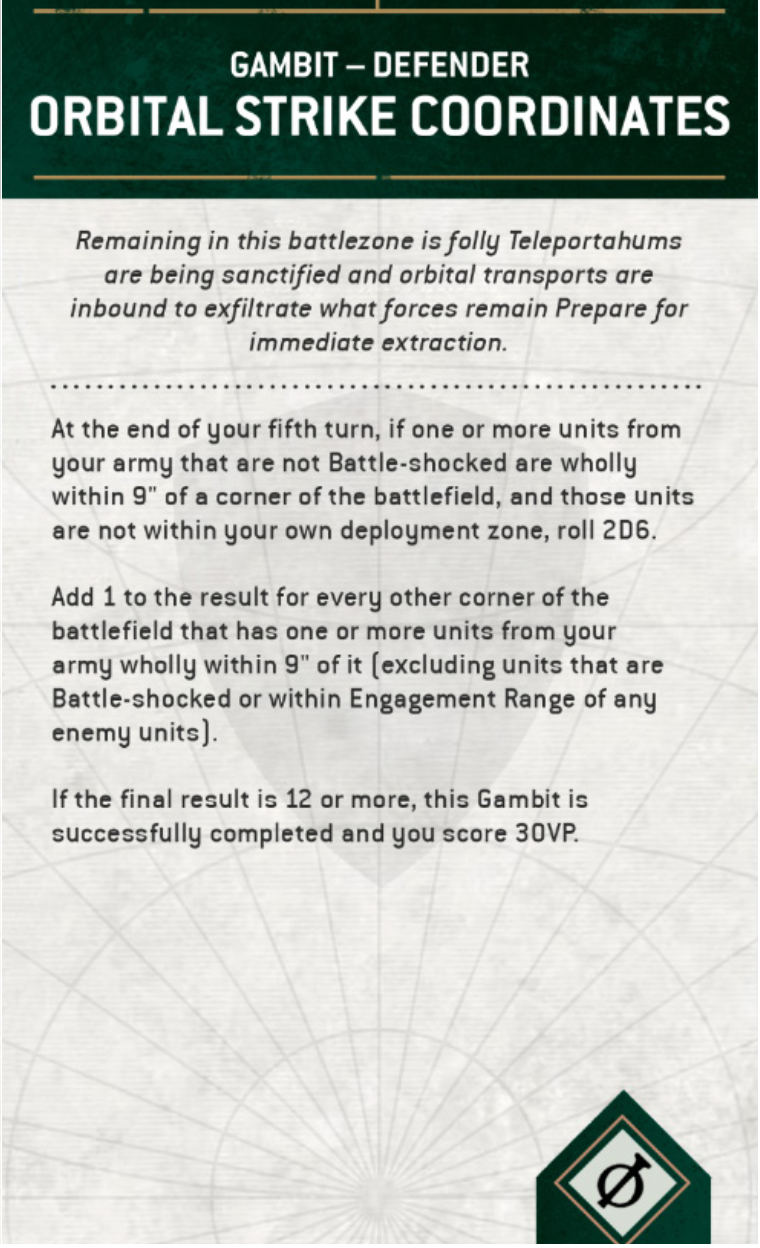 GAMBIT – DEFENDER
ORBITAL STRIKE COORDINATES
Remaining in this battlezone is folly Teleportahums
are being sanctified and orbital transports are
inbound to exfiltrate what forces remain Prepare for
immediate extraction.
At the end of your fifth turn, if one or more units from
your army that are not Battle-shocked are wholly
within 9" of a corner of the battlefield, and those units
are not within your own deployment zone, roll 2D6.
Add 1 to the result for every other corner of the
battlefield that has one or more units from your
army wholly within 9" of it (excluding units that are
Battle-shocked or within Engagement Range of any
enemy units).
If the final result is 12 or more, this Gambit is
successfully completed and you score 30VP.